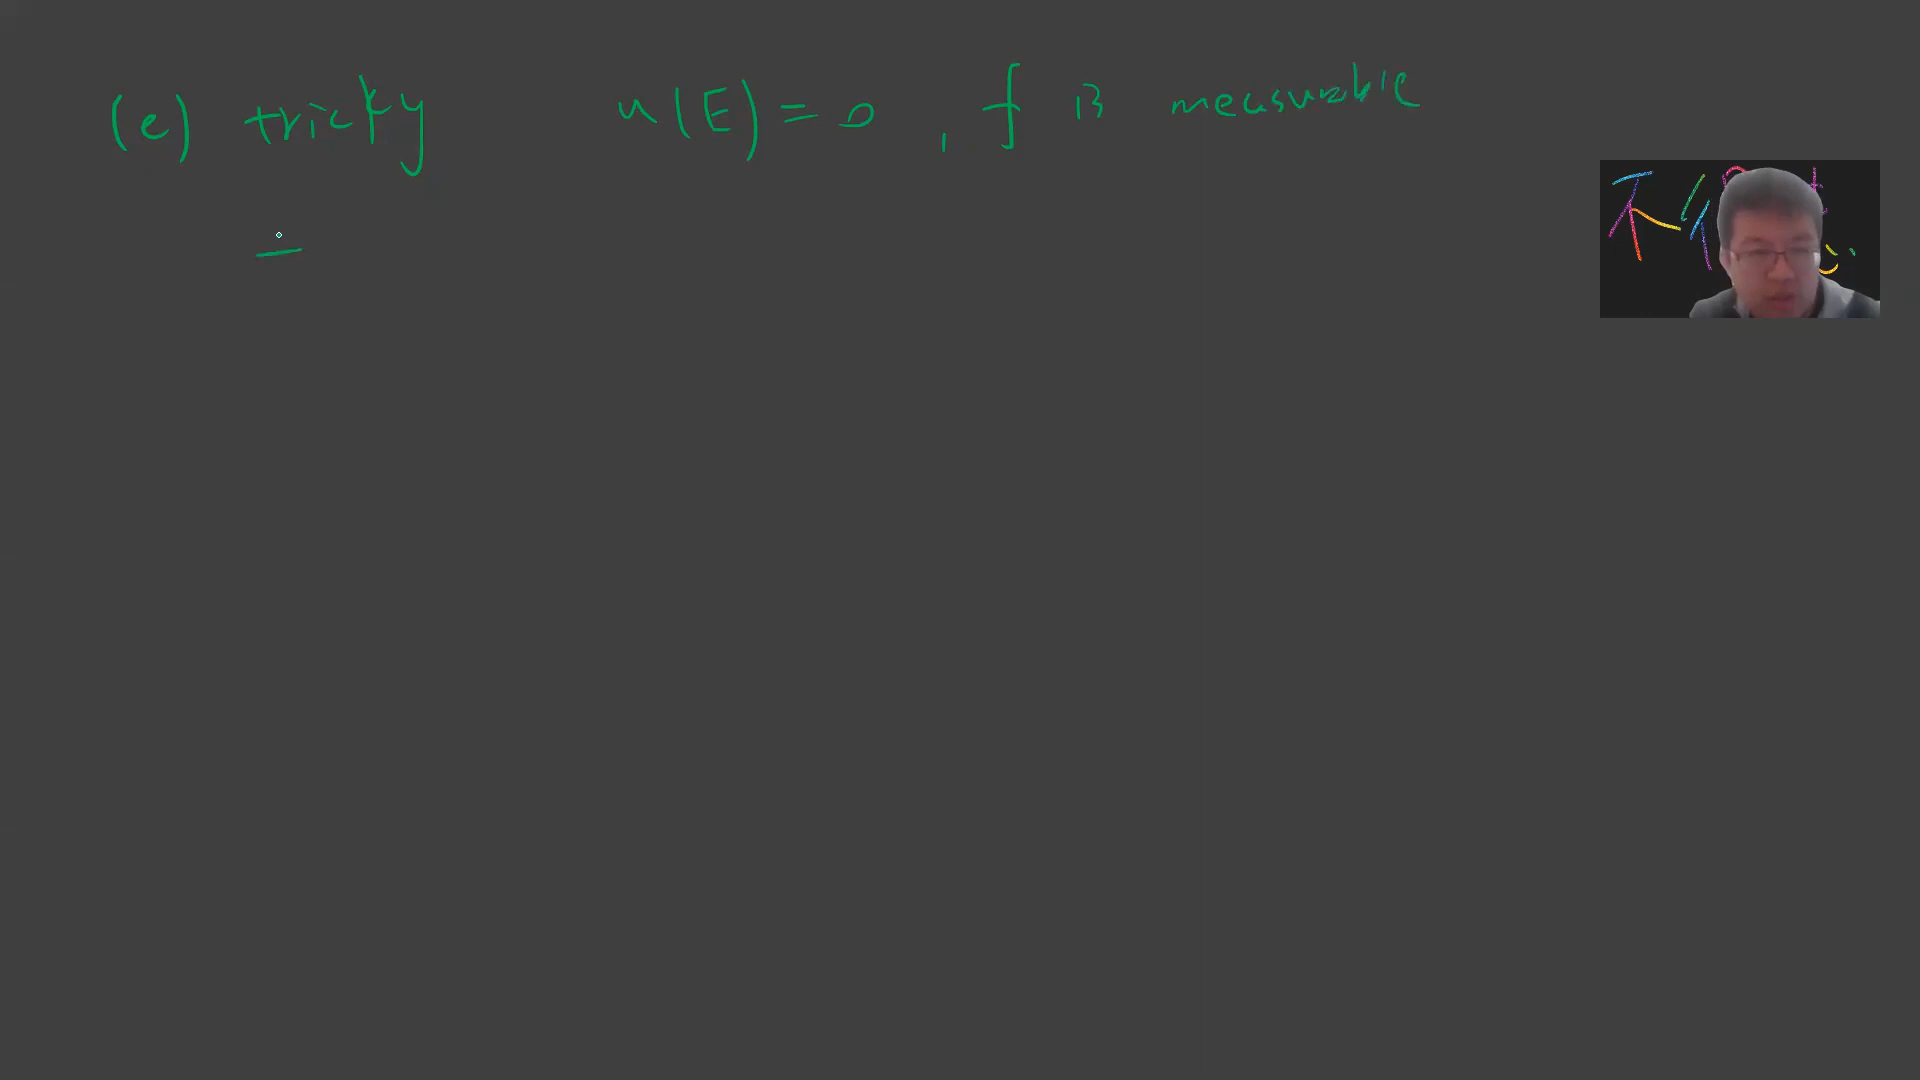 (e) tricky u(E) = 0 , f is measurable